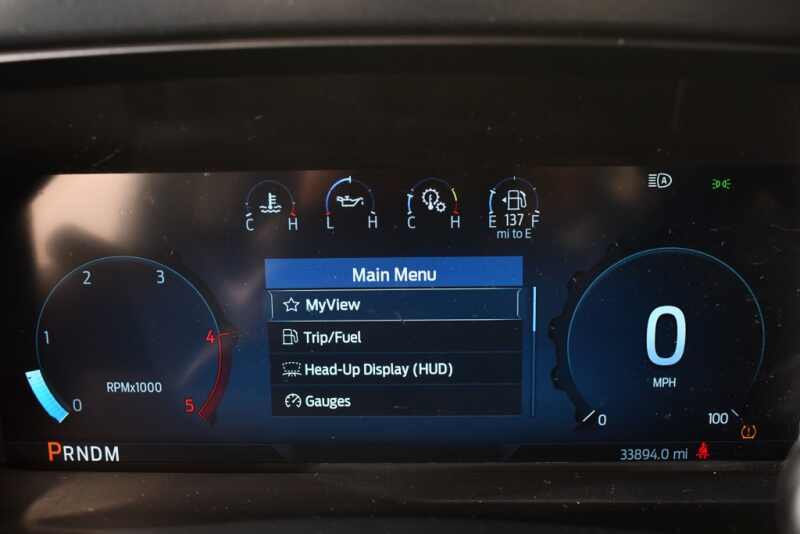 A
C H
L H
C H
E F
137
mi to E
Main Menu
MyView
Trip/Fuel
Head-Up Display (HUD)
Gauges
0
1
2
3
4
5
RPMx1000
0
MPH
0
100
PRNDM
33894.0 mi